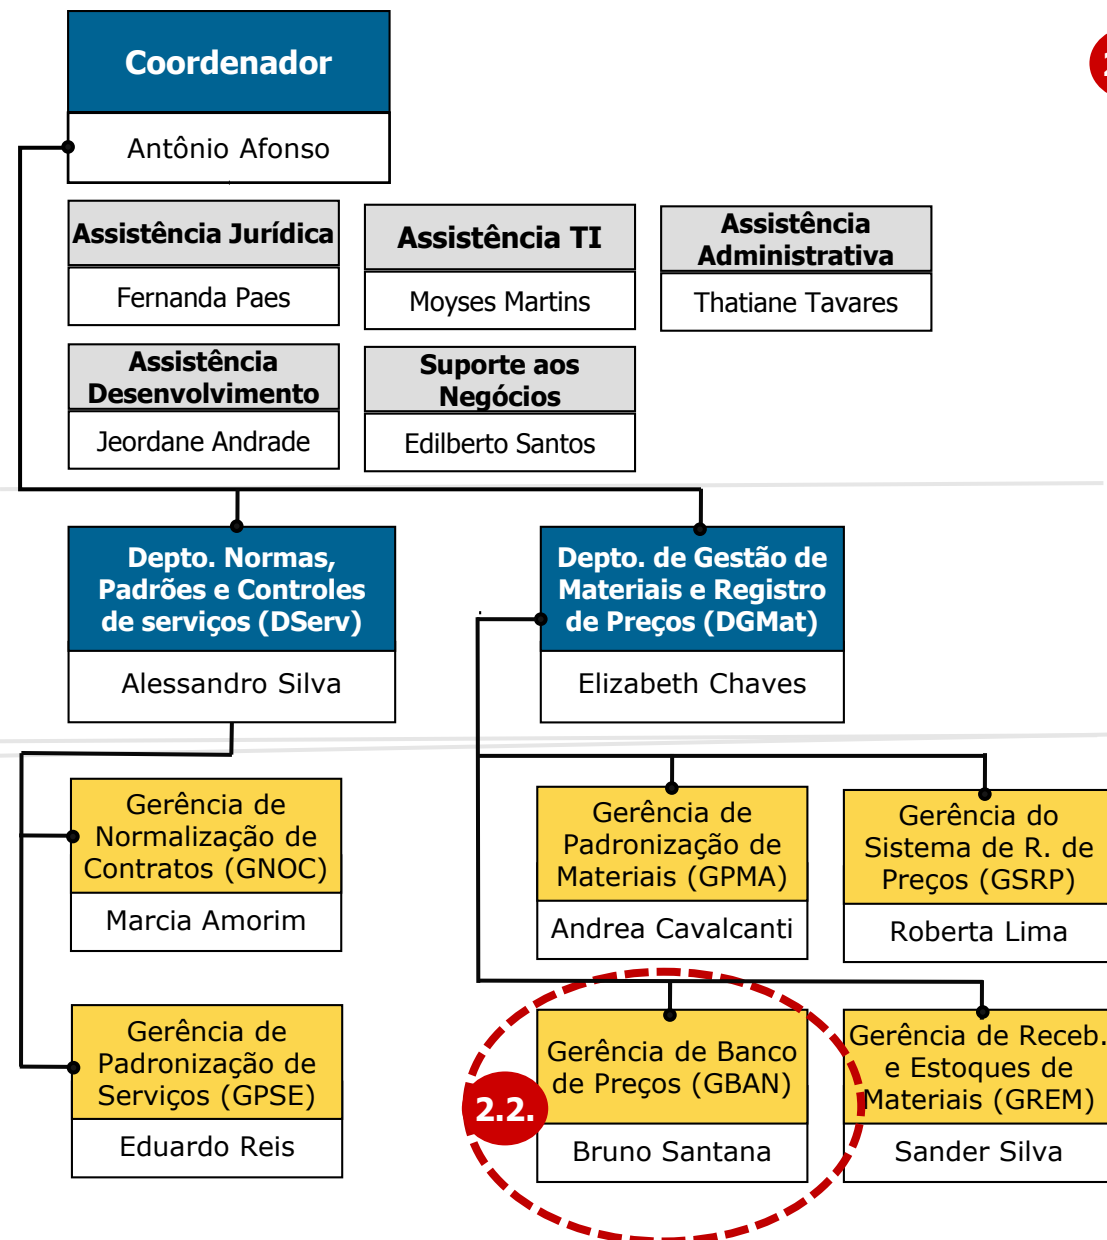 Coordenador
Antônio Afonso
Assistência Jurídica
Fernanda Paes
Assistência TI
Moyses Martins
Assistência
Administrativa
Thatiane Tavares
Assistência
Desenvolvimento
Jeordane Andrade
Suporte aos
Negócios
Edilberto Santos
Depto. Normas,
Padrões e Controles
de serviços (DServ)
Alessandro Silva
Depto. de Gestão de
Materiais e Registro
de Preços (DGMat)
Elizabeth Chaves
Gerência de
Normalização de
Contratos (GNOC)
Marcia Amorim
Gerência de
Padronização de
Materiais (GPMA)
Andrea Cavalcanti
Gerência do
Sistema de R. de
Preços (GSRP)
Roberta Lima
Gerência de
Padronização de
Serviços (GPSE)
Eduardo Reis
2.2.
Gerência de Banco
de Preços (GBAN)
Bruno Santana
Gerência de Receb.
e Estoques de
Materiais (GREM)
Sander Silva